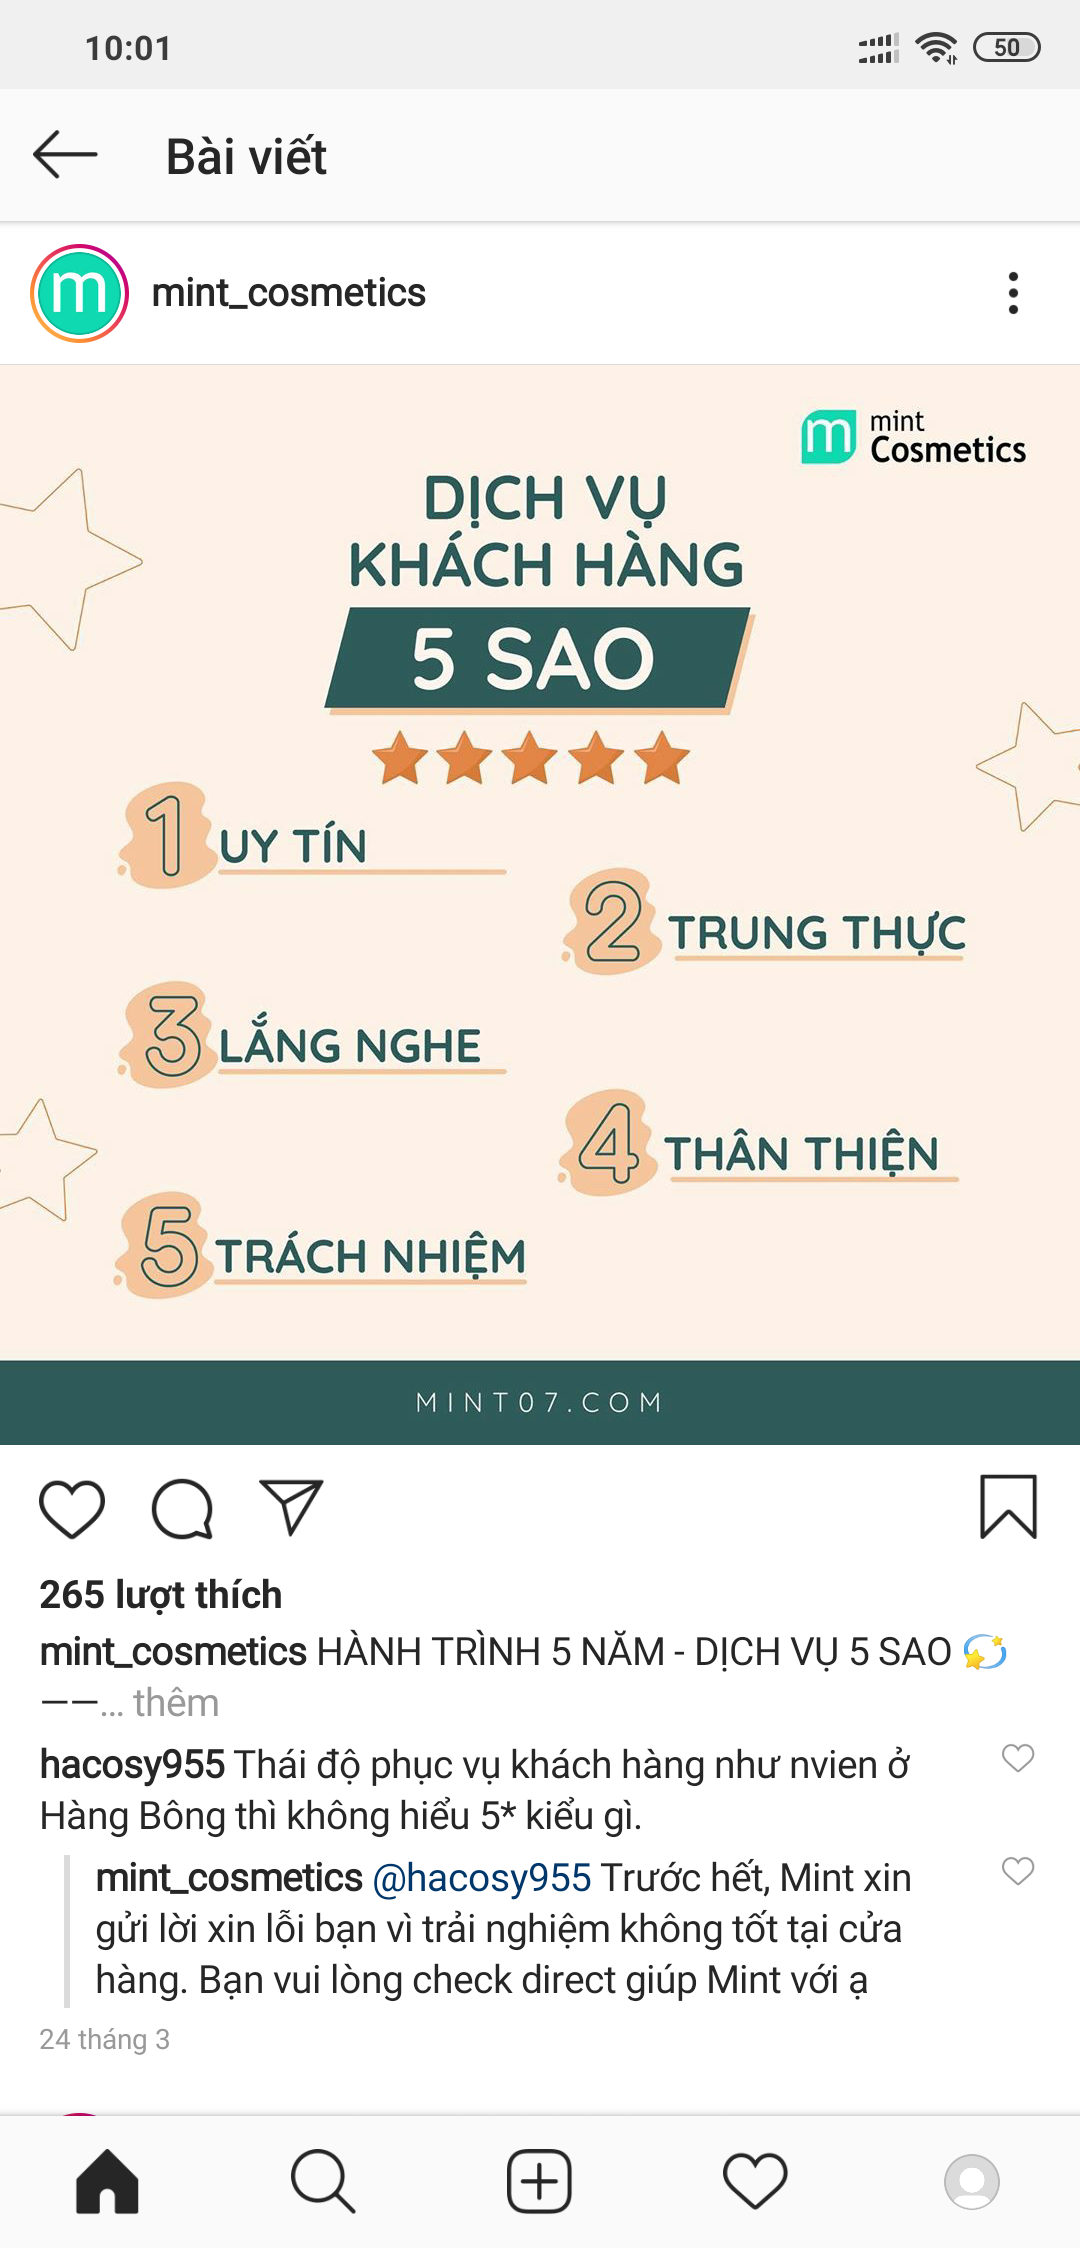 10:01
50
Bài viết
mint_cosmetics
m
mint
Cosmetics
DỊCH VỤ
KHÁCH HÀNG
5 SAO
1 UY TÍN
2 TRUNG THỰC
3 LẮNG NGHE
4 THÂN THIỆN
5 TRÁCH NHIỆM
MINT07.COM
265 lượt thích
mint_cosmetics HÀNH TRÌNH 5 NĂM - DỊCH VỤ 5 SAO 💫
——... thêm
hacosy955 Thái độ phục vụ khách hàng như nvien ở
Hàng Bông thì không hiểu 5* kiểu gì.
mint_cosmetics @hacosy955 Trước hết, Mint xin
gửi lời xin lỗi bạn vì trải nghiệm không tốt tại cửa
hàng. Bạn vui lòng check direct giúp Mint với ạ
24 tháng 3